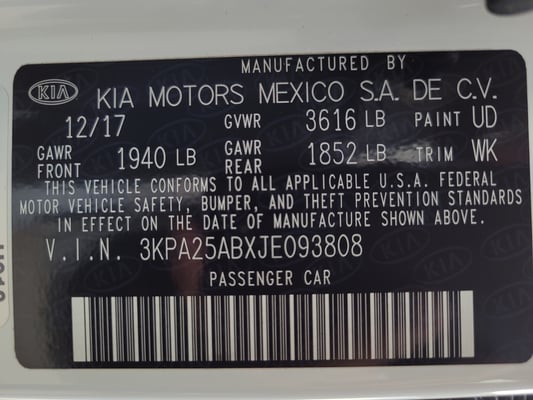 MANUFACTURED BY
KIA KIA MOTORS MEXICO S.A. DE C.V.
12/17 GVWR 3616 LB PAINT UD
GAWR FRONT 1940 LB GAWR REAR 1852 LB TRIM WK
THIS VEHICLE CONFORMS TO ALL APPLICABLE U.S.A. FEDERAL
MOTOR VEHICLE SAFETY, BUMPER, AND THEFT PREVENTION STANDARDS
IN EFFECT ON THE DATE OF MANUFACTURE SHOWN ABOVE.
V.I.N. 3KPA25ABXJE093808
PASSENGER CAR